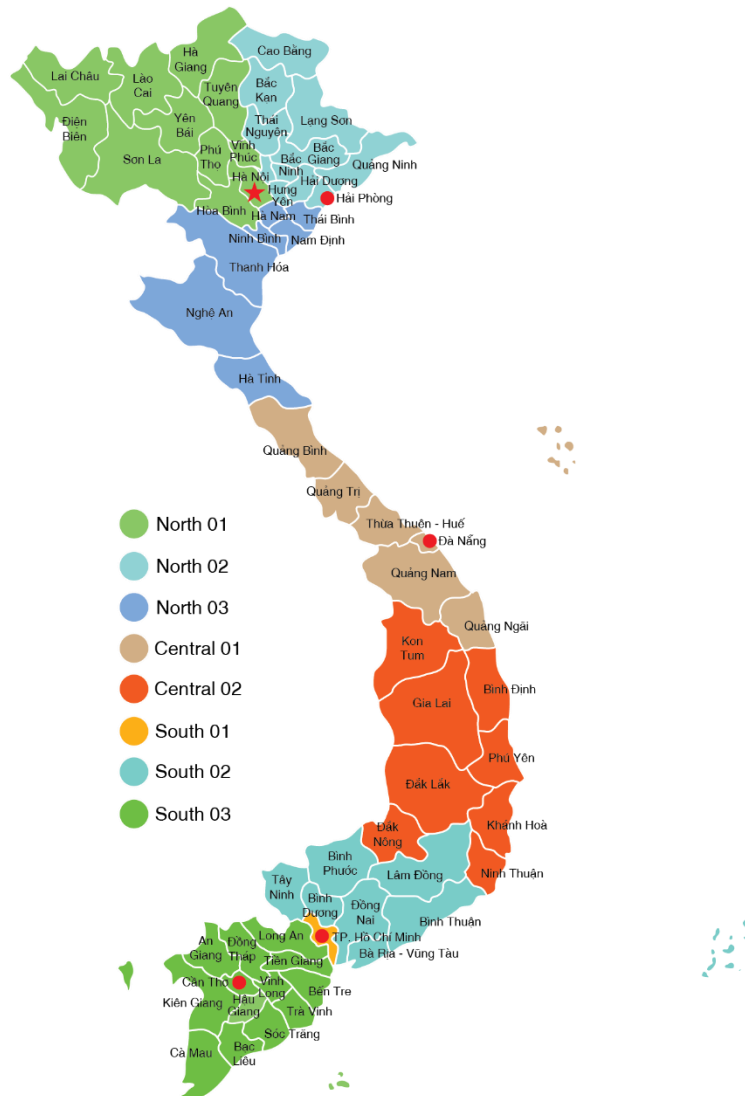 Cao Bằng
Hà
Giang
Lai Châu
Lào
Cai
Tuyên
Quang
Bắc
Kạn
Lạng Sơn
Điện
Biên
Yên
Bái
Thái
Nguyên
Sơn La
Phú
Thọ
Vĩnh
Phúc
Bắc
Giang
Bắc
Ninh
Quảng Ninh
Hà Nội
Hải Dương
Hưng
Yên
Hải Phòng
Hòa Bình
Hà Nam
Thái Bình
Ninh Bình
Nam Định
Thanh Hóa
Nghệ An
Hà Tĩnh
Quảng Bình
Quảng Trị
Thừa Thuên - Huế
Đà Nẵng
Quảng Nam
Quảng Ngãi
Kon
Tum
Bình Định
Gia Lai
Phú Yên
Đắk Lắk
Khánh Hoà
Đắk
Nông
Ninh Thuận
North 01
North 02
North 03
Central 01
Central 02
South 01
South 02
South 03
Bình
Phước
Lâm Đồng
Tây
Ninh
Bình
Dương
Đồng
Nai
Bình Thuận
TP. Hồ Chí Minh
Bà Rịa - Vũng Tàu
Long An
An
Giang
Đồng
Tháp
Tiền Giang
Cần Thơ
Vĩnh
Long
Bến Tre
Kiên Giang
Hậu
Giang
Trà Vinh
Sóc Trăng
Cà Mau
Bạc
Liêu